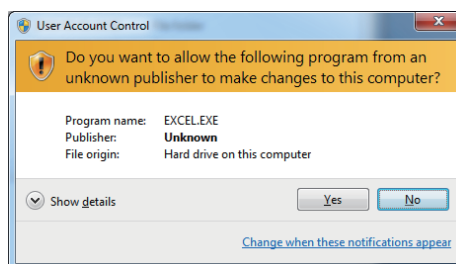 User Account Control
Do you want to allow the following program from an
unknown publisher to make changes to this computer?
Program name: EXCEL.EXE
Publisher: Unknown
File origin: Hard drive on this computer
Show details
Yes
No
Change when these notifications appear